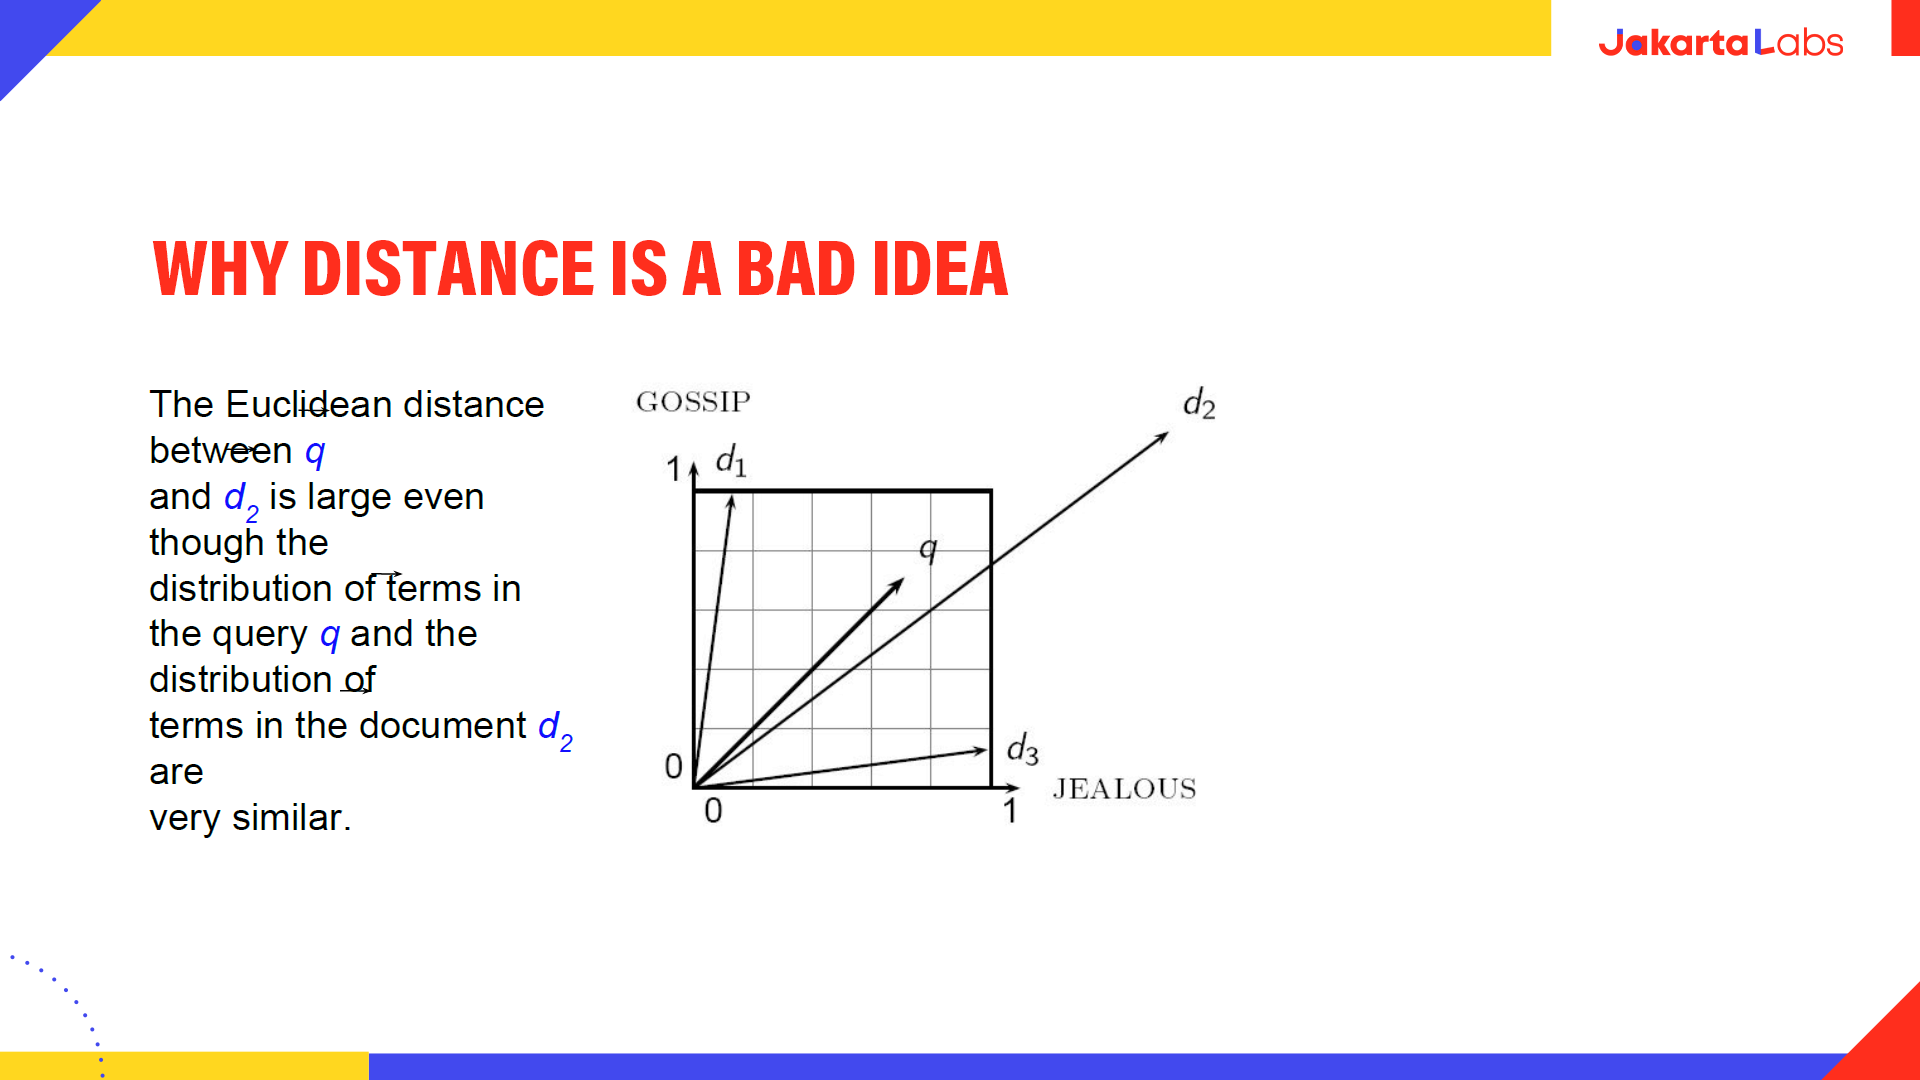 JakartaLabs
WHY DISTANCE IS A BAD IDEA
The Euclidean distance
between q
and d2 is large even
though the
distribution of terms in
the query q and the
distribution of
terms in the document d2
are
very similar.
GOSSIP
d2
1
d1
q
d3
0
JEALOUS
0
1